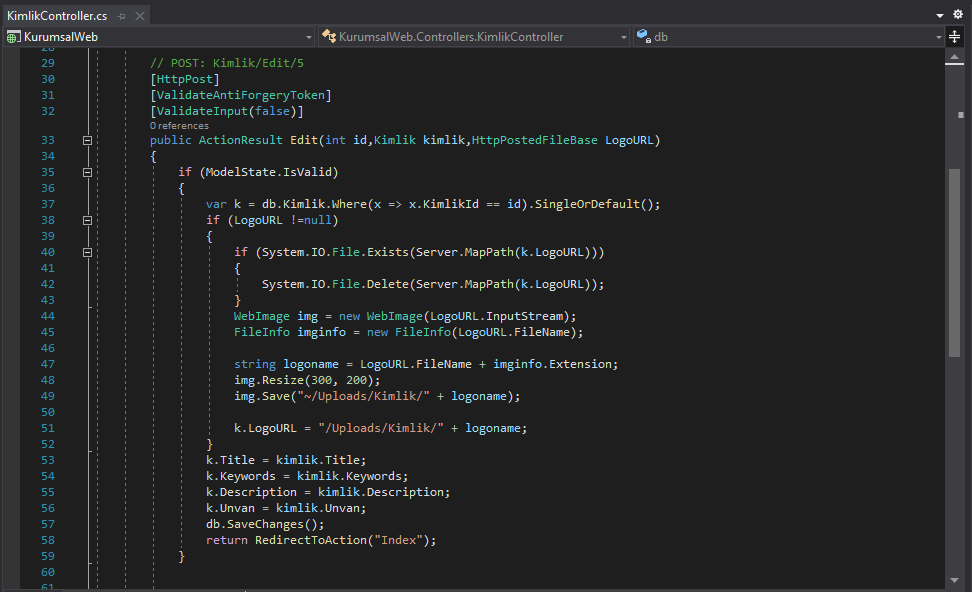 KimlikController.cs
KurumsalWeb KurumsalWeb.Controllers.KimlikController db
28
29 // POST: Kimlik/Edit/5
30 [HttpPost]
31 [ValidateAntiForgeryToken]
32 [ValidateInput(false)]
0 references
33 public ActionResult Edit(int id,Kimlik kimlik,HttpPostedFileBase LogoURL)
34 {
35 if (ModelState.IsValid)
36 {
37 var k = db.Kimlik.Where(x => x.KimlikId == id).SingleOrDefault();
38 if (LogoURL !=null)
39 {
40 if (System.IO.File.Exists(Server.MapPath(k.LogoURL)))
41 {
42 System.IO.File.Delete(Server.MapPath(k.LogoURL));
43 }
44 WebImage img = new WebImage(LogoURL.InputStream);
45 FileInfo imginfo = new FileInfo(LogoURL.FileName);
46
47 string logoname = LogoURL.FileName + imginfo.Extension;
48 img.Resize(300, 200);
49 img.Save("~/Uploads/Kimlik/" + logoname);
50
51 k.LogoURL = "/Uploads/Kimlik/" + logoname;
52 }
53 k.Title = kimlik.Title;
54 k.Keywords = kimlik.Keywords;
55 k.Description = kimlik.Description;
56 k.Unvan = kimlik.Unvan;
57 db.SaveChanges();
58 return RedirectToAction("Index");
59 }
60
61